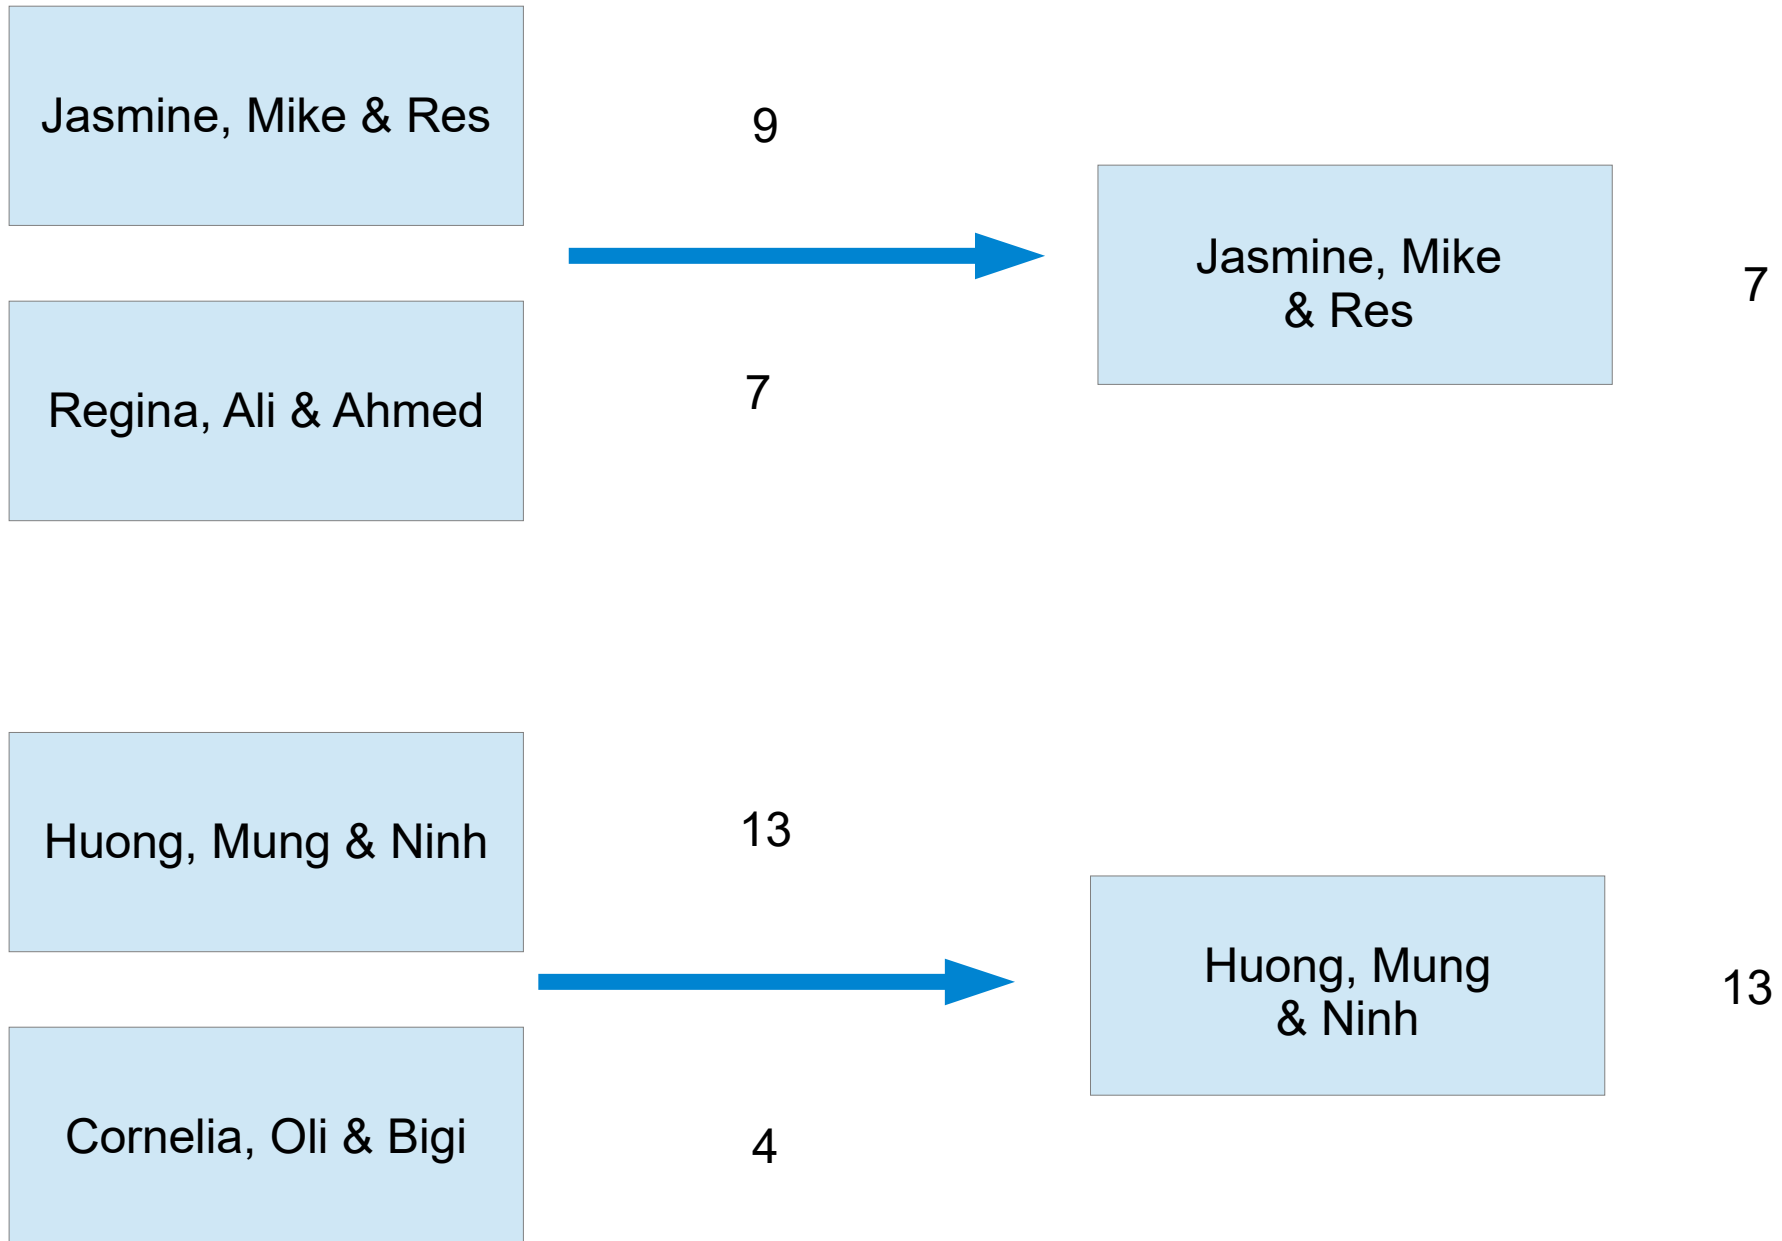 Jasmine, Mike & Res
9
Jasmine, Mike
& Res
7
Regina, Ali & Ahmed
7
Huong, Mung & Ninh
13
Huong, Mung
& Ninh
13
Cornelia, Oli & Bigi
4